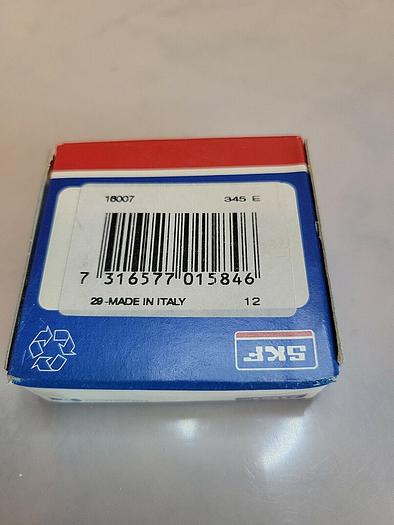 16007 345 E
7 316577 015846
29-MADE IN ITALY 12
SKF